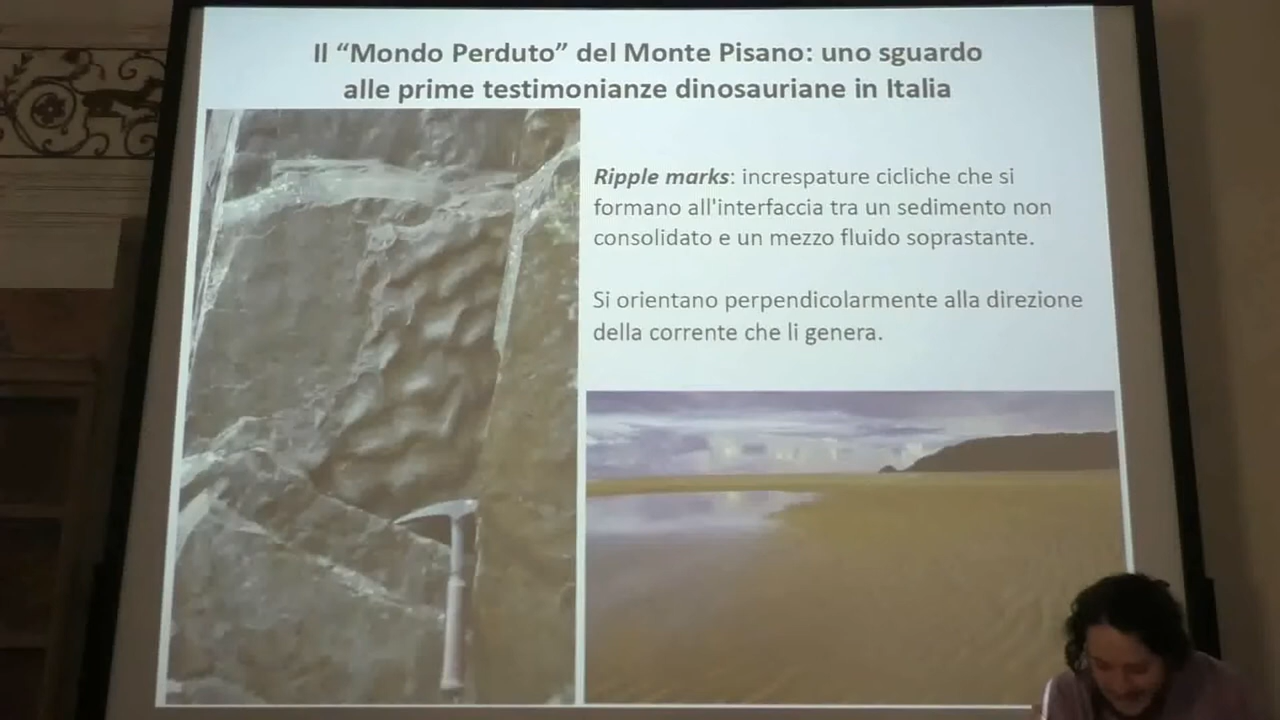 Il “Mondo Perduto” del Monte Pisano: uno sguardo
alle prime testimonianze dinosauriane in Italia
Ripple marks: increspature cicliche che si
formano all'interfaccia tra un sedimento non
consolidato e un mezzo fluido soprastante.
Si orientano perpendicolarmente alla direzione
della corrente che li genera.